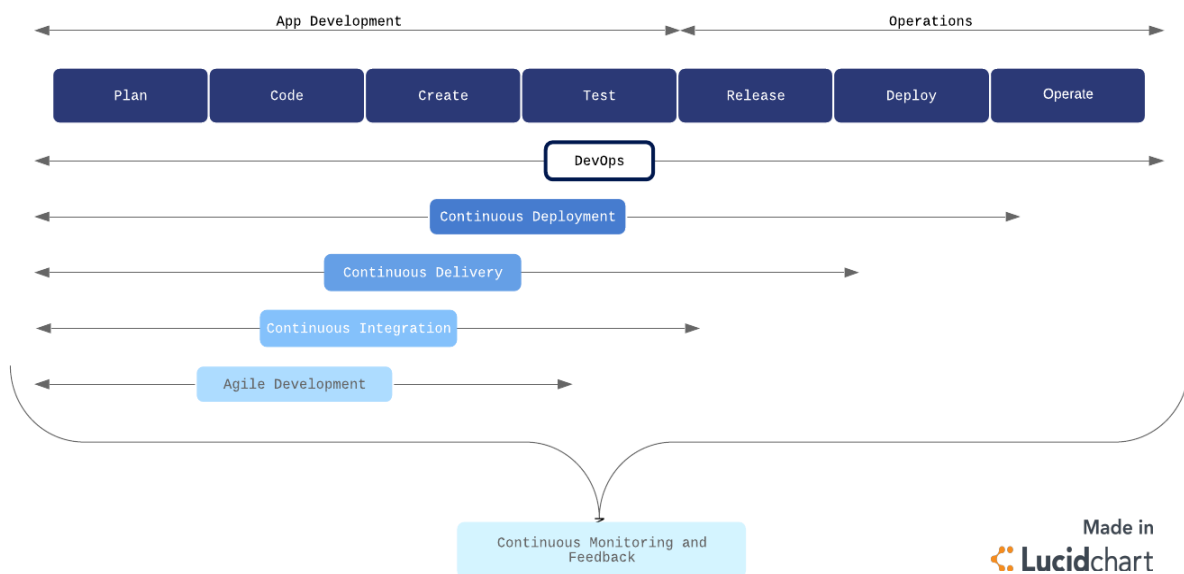 App Development
Operations
Plan
Code
Create
Test
Release
Deploy
Operate
DevOps
Continuous Deployment
Continuous Delivery
Continuous Integration
Agile Development
Continuous Monitoring and
Feedback
Made in
Lucidchart